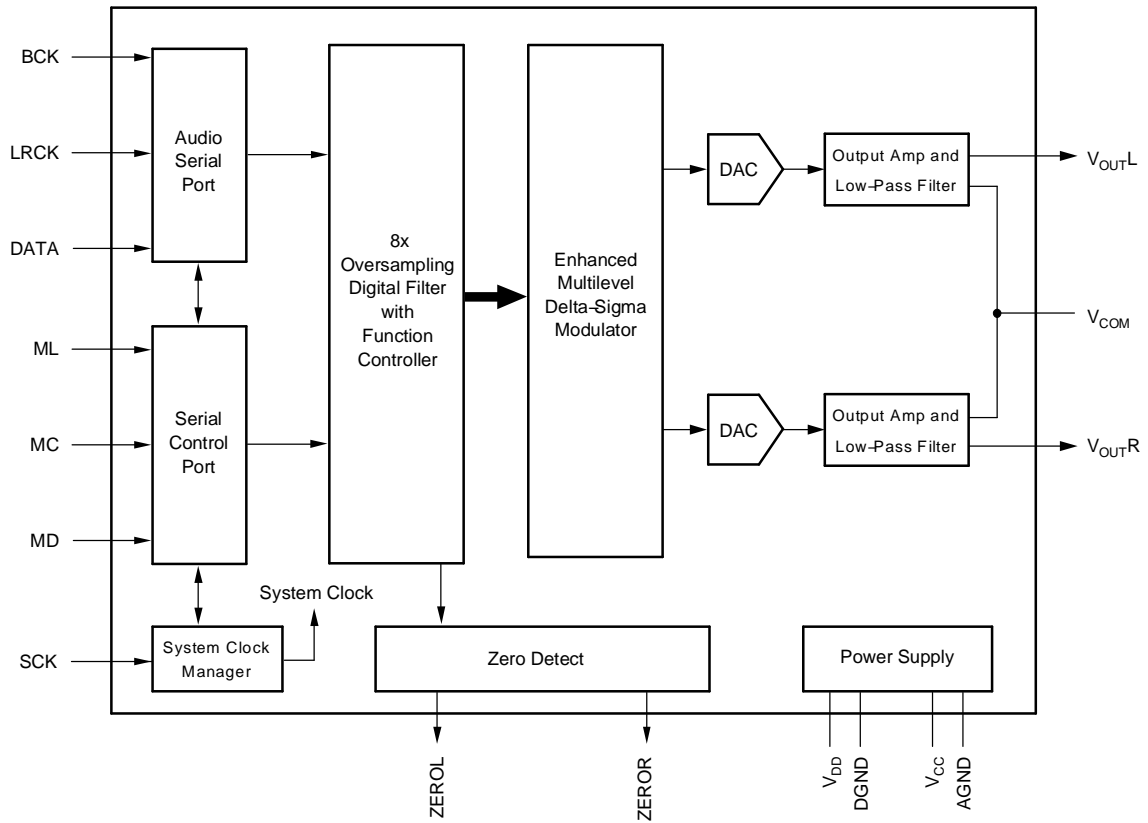 BCK
LRCK
DATA
ML
MC
MD
SCK
Audio
Serial
Port
Serial
Control
Port
System Clock
Manager
System Clock
8x
Oversampling
Digital Filter
with
Function
Controller
Enhanced
Multilevel
Delta–Sigma
Modulator
DAC
Output Amp and
Low–Pass Filter
DAC
Output Amp and
Low–Pass Filter
VOUTL
VCOM
VOUTR
Zero Detect
Power Supply
ZEROL
ZEROR
VDD
DGND
VCC
AGND